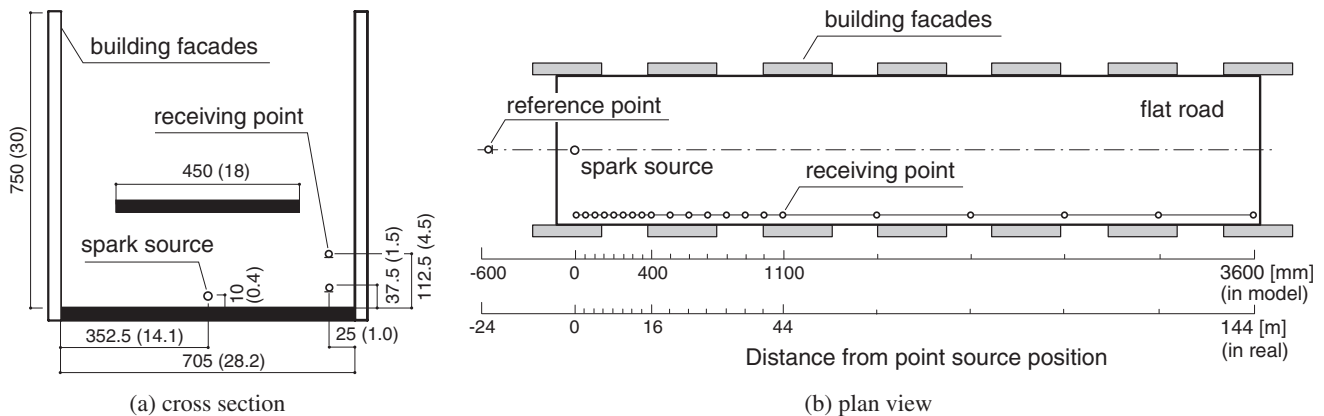 building facades
receiving point
750 (30)
450 (18)
spark source
10
(0.4)
37.5 (1.5)
112.5 (4.5)
352.5 (14.1)
25 (1.0)
705 (28.2)
(a) cross section
building facades
reference point
flat road
spark source
receiving point
-600
0
400
1100
3600 [mm]
(in model)
-24
0
16
44
144 [m]
(in real)
Distance from point source position
(b) plan view